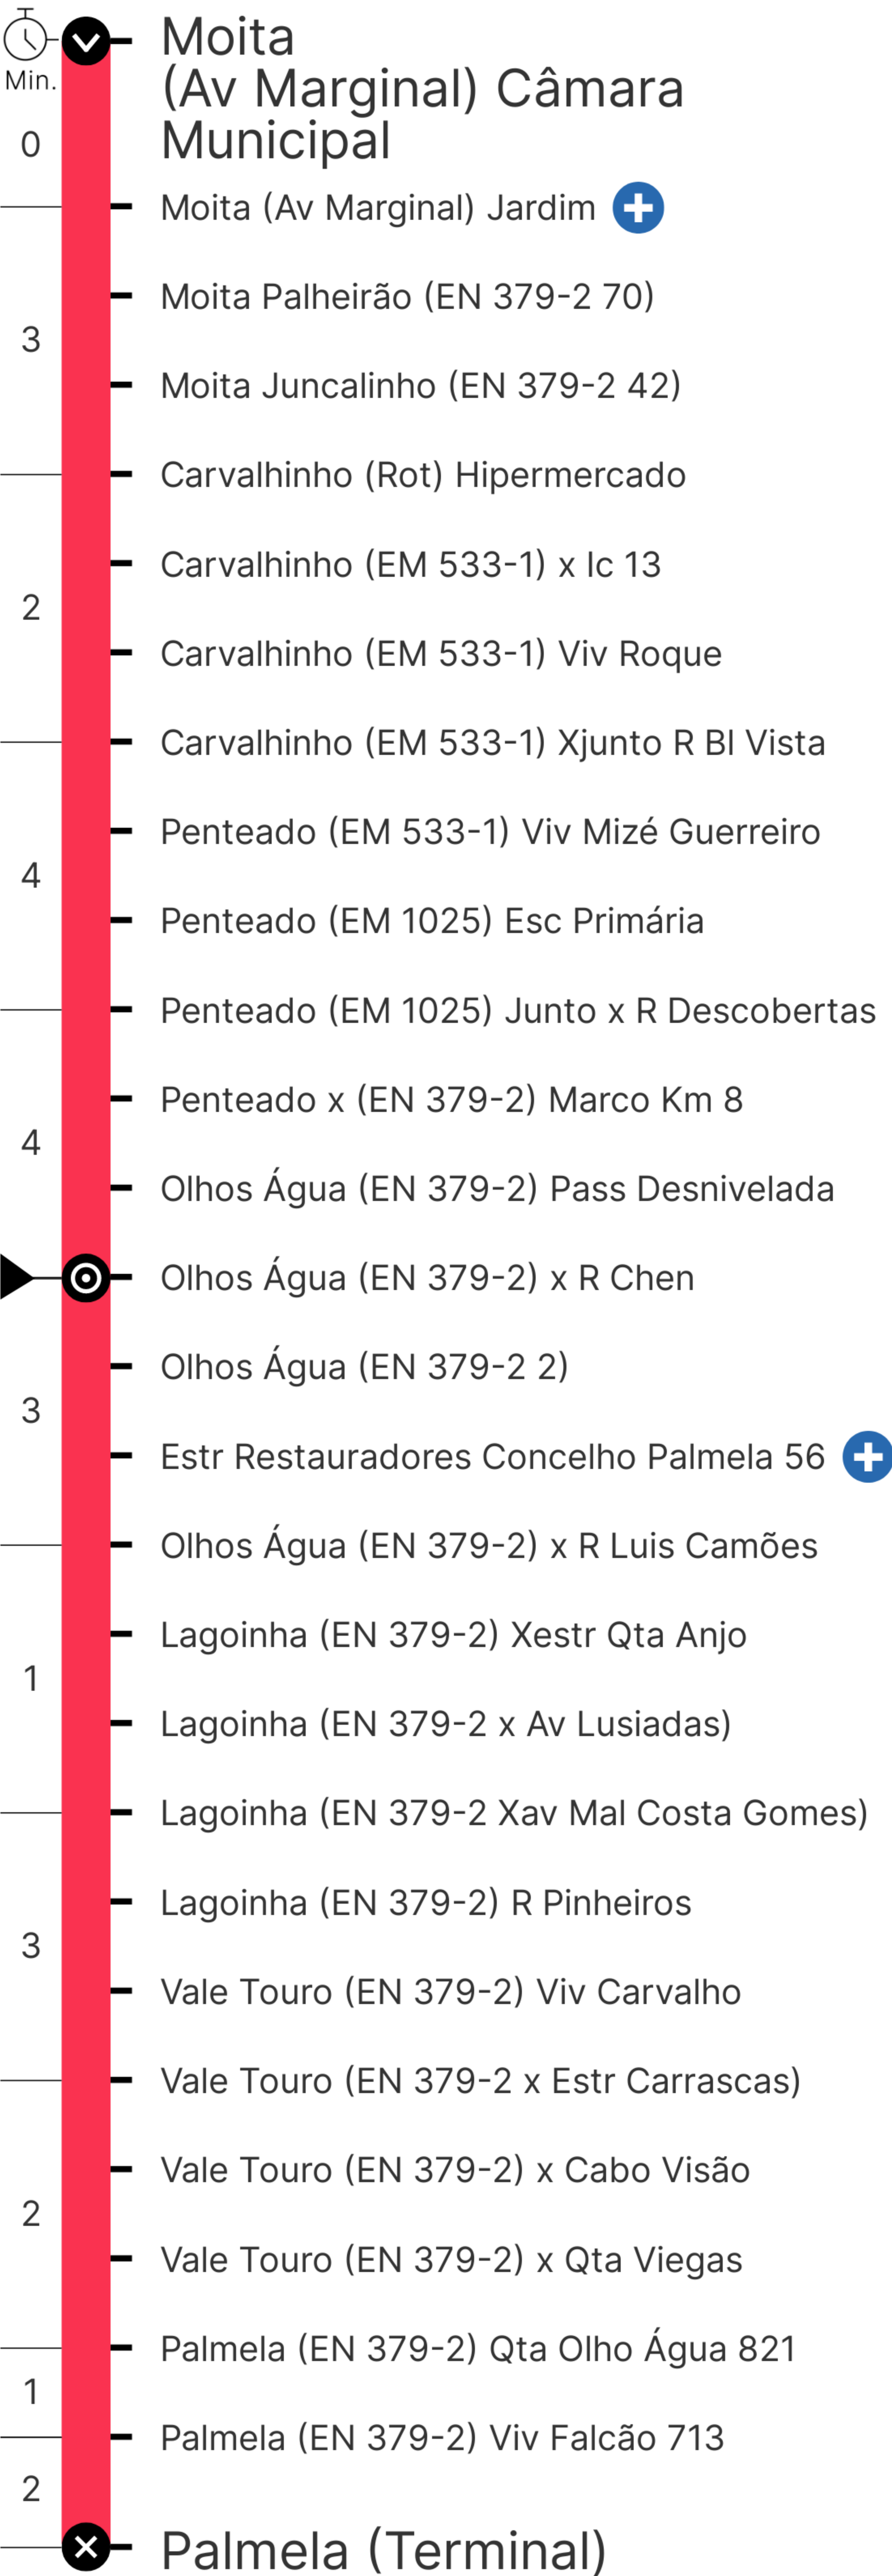 Moita
(Av Marginal) Câmara
Min.
Municipal
0
Moita (Av Marginal) Jardim
Moita Palheirão (EN 379-2 70)
3
Moita Juncalinho (EN 379-2 42)
Carvalhinho (Rot) Hipermercado
Carvalhinho (EM 533-1) x Ic 13
2
Carvalhinho (EM 533-1) Viv Roque
Carvalhinho (EM 533-1) Xjunto R Bl Vista
Penteado (EM 533-1) Viv Mizé Guerreiro
4
Penteado (EM 1025) Esc Primária
Penteado (EM 1025) Junto x R Descobertas
Penteado x (EN 379-2) Marco Km 8
4
Olhos Água (EN 379-2) Pass Desnivelada
Olhos Água (EN 379-2) x R Chen
Olhos Água (EN 379-2 2)
3
Estr Restauradores Concelho Palmela 56
Olhos Água (EN 379-2) x R Luis Camões
Lagoinha (EN 379-2) Xestr Qta Anjo
1
Lagoinha (EN 379-2 x Av Lusiadas)
Lagoinha (EN 379-2 Xav Mal Costa Gomes)
Lagoinha (EN 379-2) R Pinheiros
3
Vale Touro (EN 379-2) Viv Carvalho
Vale Touro (EN 379-2 x Estr Carrascas)
Vale Touro (EN 379-2) x Cabo Visão
2
Vale Touro (EN 379-2) x Qta Viegas
Palmela (EN 379-2) Qta Olho Água 821
1
Palmela (EN 379-2) Viv Falcão 713
2
Palmela (Terminal)